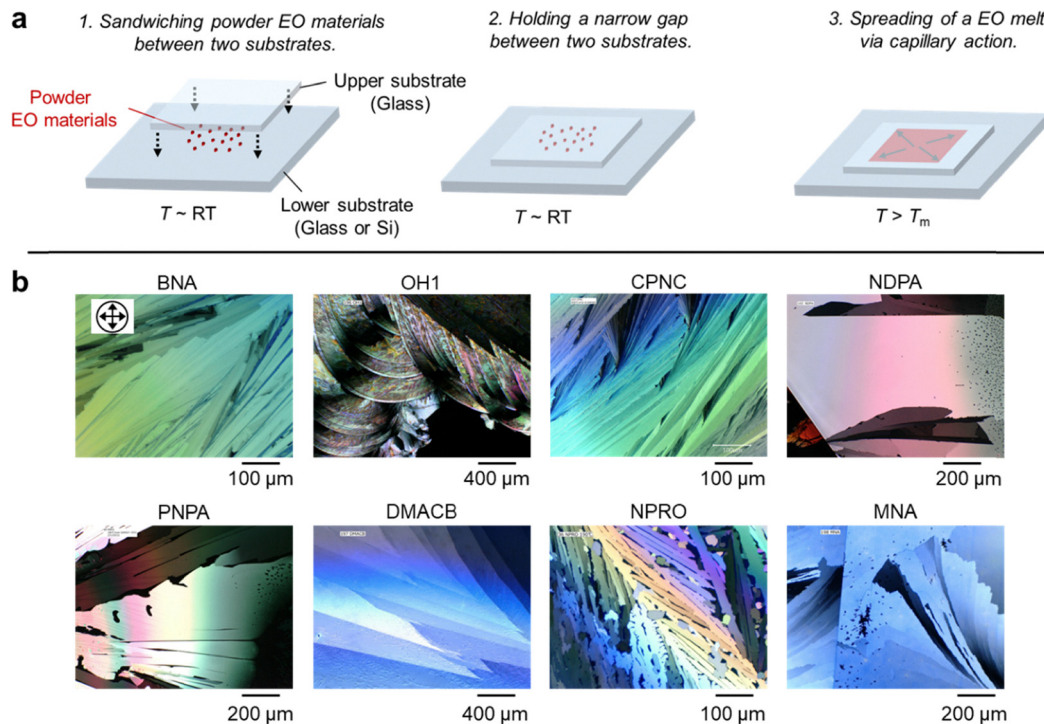 a
1. Sandwiching powder EO materials
between two substrates.
2. Holding a narrow gap
between two substrates.
3. Spreading of a EO melt
via capillary action.
Upper substrate
(Glass)
Powder
EO materials
Lower substrate
(Glass or Si)
T ~ RT
T ~ RT
T > Tm
b
BNA
OH1
CPNC
NDPA
100 µm
400 µm
100 µm
200 µm
PNPA
DMACB
NPRO
MNA
200 µm
400 µm
100 µm
200 µm